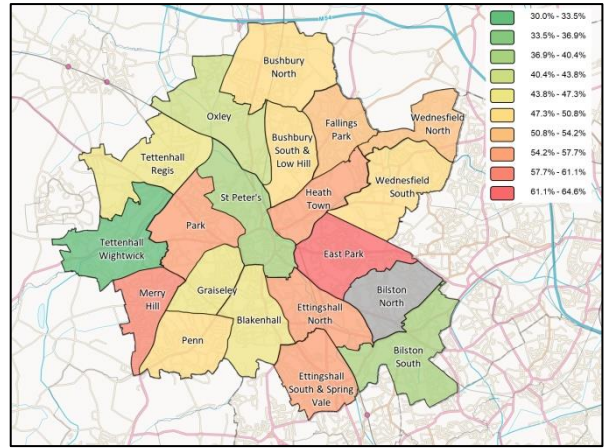 30.0% - 33.5%
33.5% - 36.9%
36.9% - 40.4%
40.4% - 43.8%
43.8% - 47.3%
47.3% - 50.8%
50.8% - 54.2%
54.2% - 57.7%
57.7% - 61.1%
61.1% - 64.6%
Bushbury
North
Oxley
Fallings
Park
Wednesfield
North
Bushbury
South &
Low Hill
Tettenhall
Regis
Wednesfield
South
St Peter's
Heath
Town
Park
Tettenhall
Wightwick
East Park
Merry
Hill
Graiseley
Bilston
North
Blakenhall
Ettingshall
North
Penn
Bilston
South
Ettingshall
South & Spring
Vale